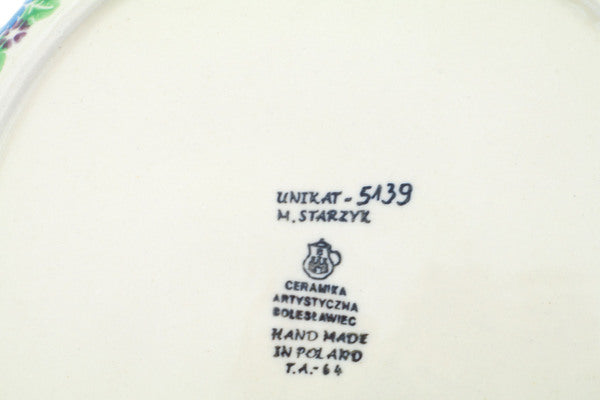 UNIKAT - 5139
M. STARZYK
CERAMIKA
ARTYSTYCZNA
BOLESŁAWIEC
HAND MADE
IN POLAND
T.A.-64